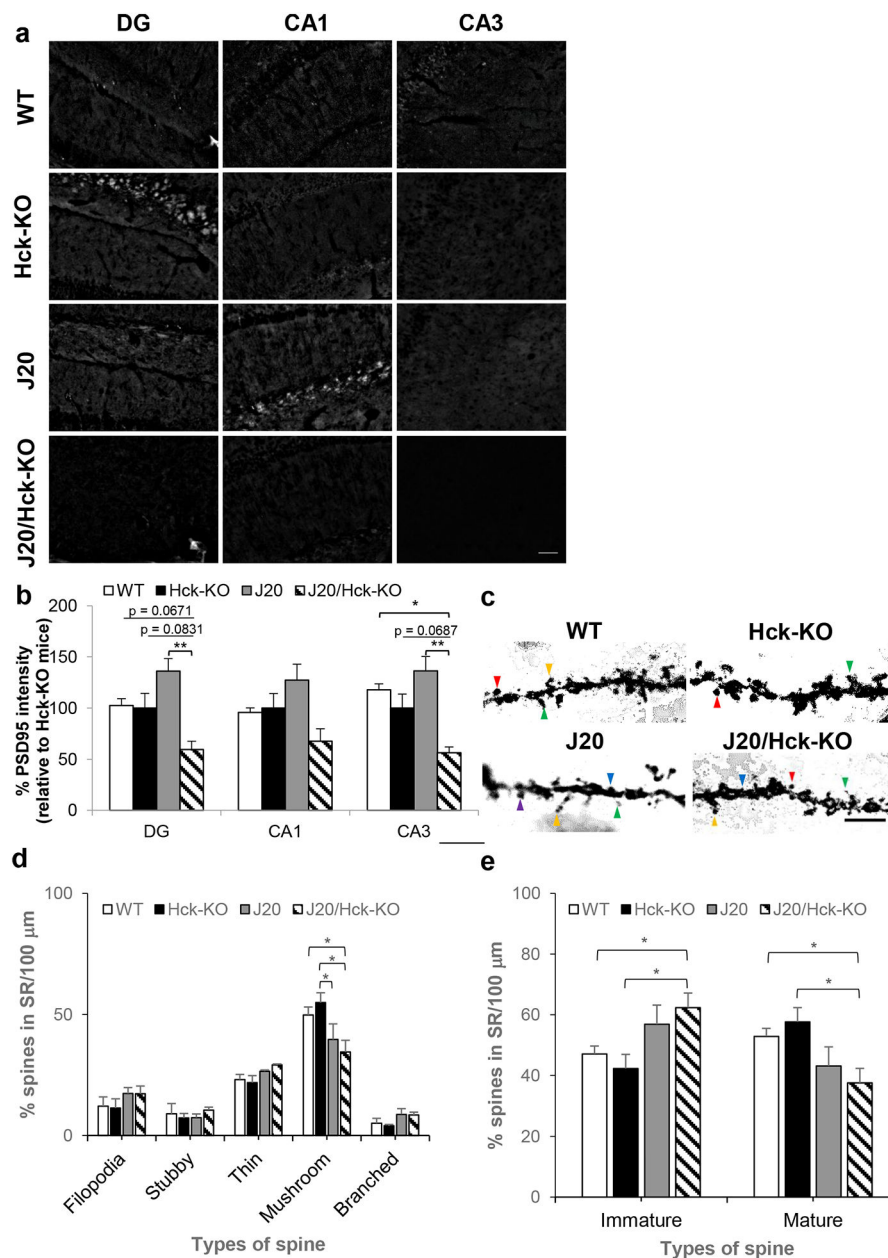 a
DG CA1 CA3
WT
Hck-KO
J20
J20/Hck-KO
b
WT Hck-KO J20 J20/Hck-KO
% PSD95 intensity
(relative to Hck-KO mice)
200
150
100
50
0
p = 0.0671
p = 0.0831
**
*
p = 0.0687
**
DG CA1 CA3
c
WT Hck-KO
J20 J20/Hck-KO
d
% spines in SR/100 μm
100
50
0
WT Hck-KO J20 J20/Hck-KO
*
*
*
Filopodia Stubby Thin Mushroom Branched
Types of spine
e
% spines in SR/100 μm
100
80
60
40
20
0
WT Hck-KO J20 J20/Hck-KO
* *
* *
Immature Mature
Types of spine